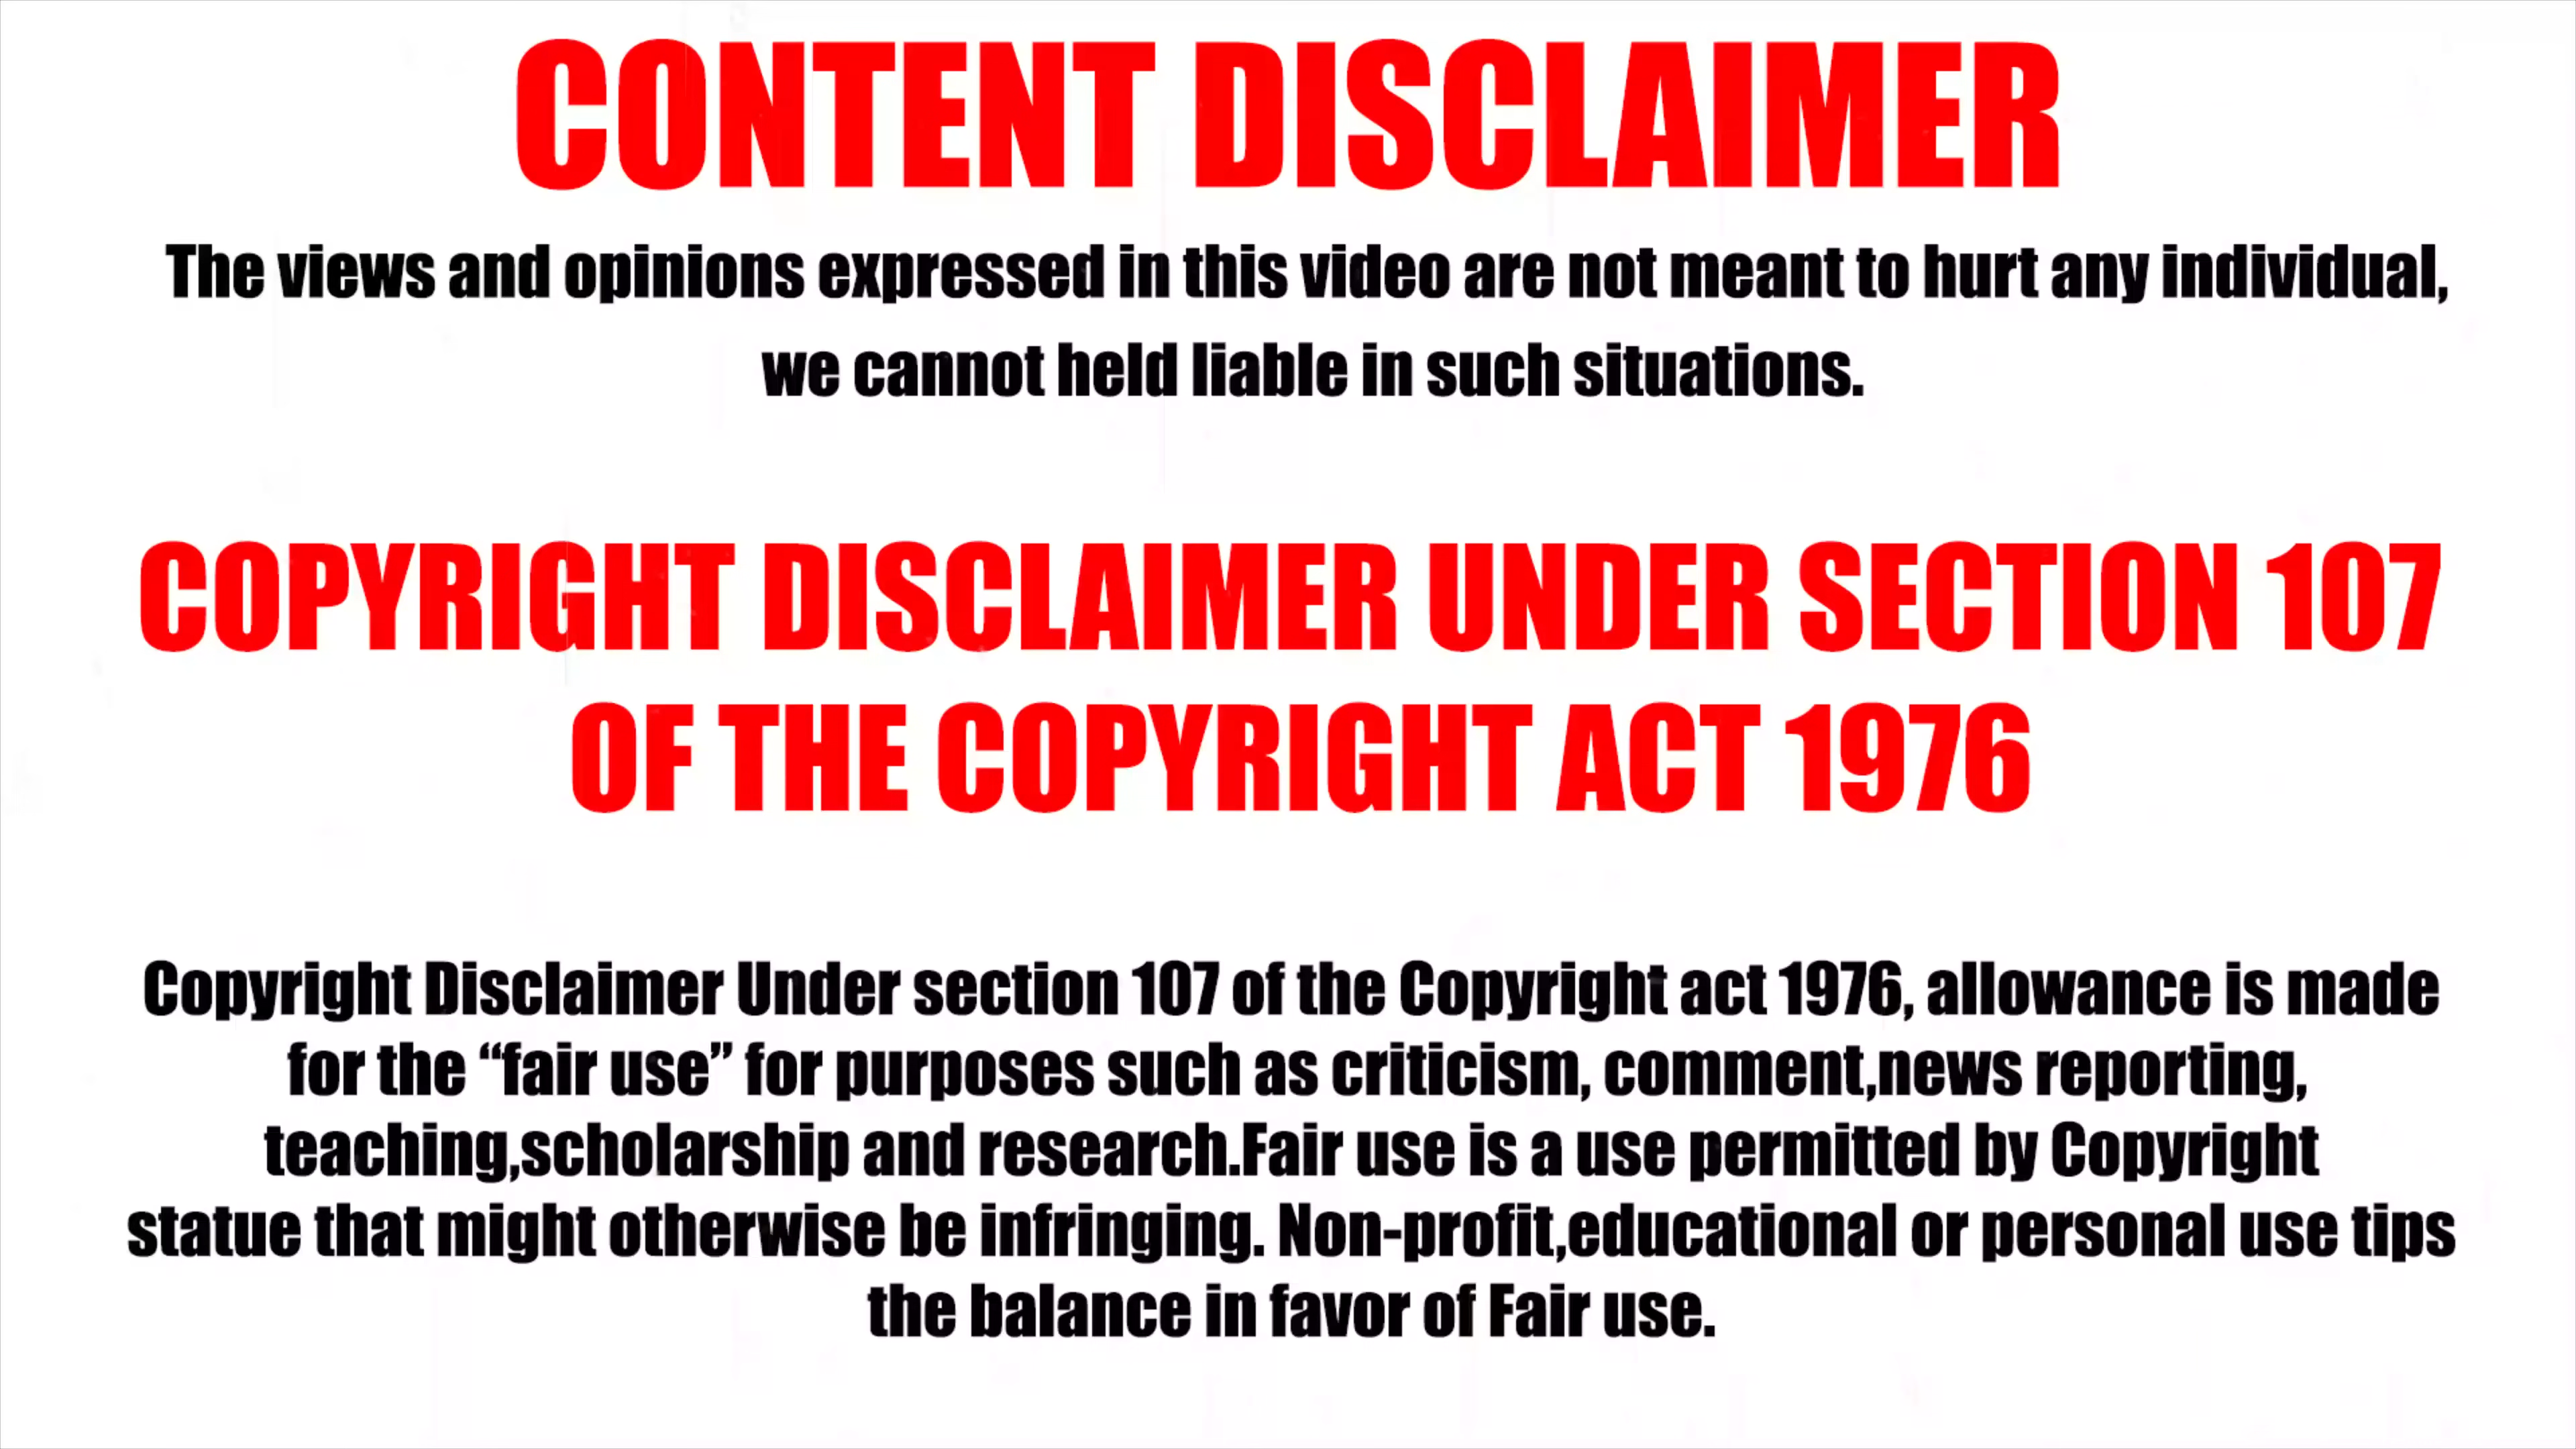 CONTENT DISCLAIMER
The views and opinions expressed in this video are not meant to hurt any individual,
we cannot held liable in such situations.
COPYRIGHT DISCLAIMER UNDER SECTION 107
OF THE COPYRIGHT ACT 1976
Copyright Disclaimer Under section 107 of the Copyright act 1976, allowance is made
for the “fair use” for purposes such as criticism, comment,news reporting,
teaching,scholarship and research.Fair use is a use permitted by Copyright
statue that might otherwise be infringing. Non-profit,educational or personal use tips
the balance in favor of Fair use.